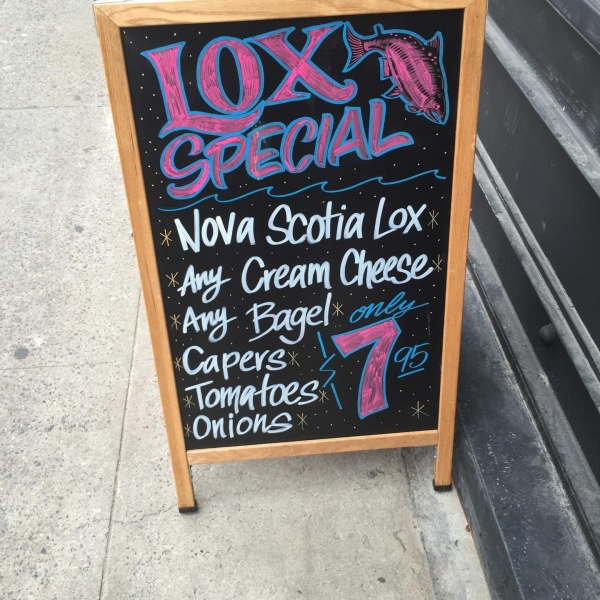 LOX
SPECIAL
Nova Scotia Lox
Any Cream Cheese
Any Bagel only
Capers $7 95
Tomatoes
Onions